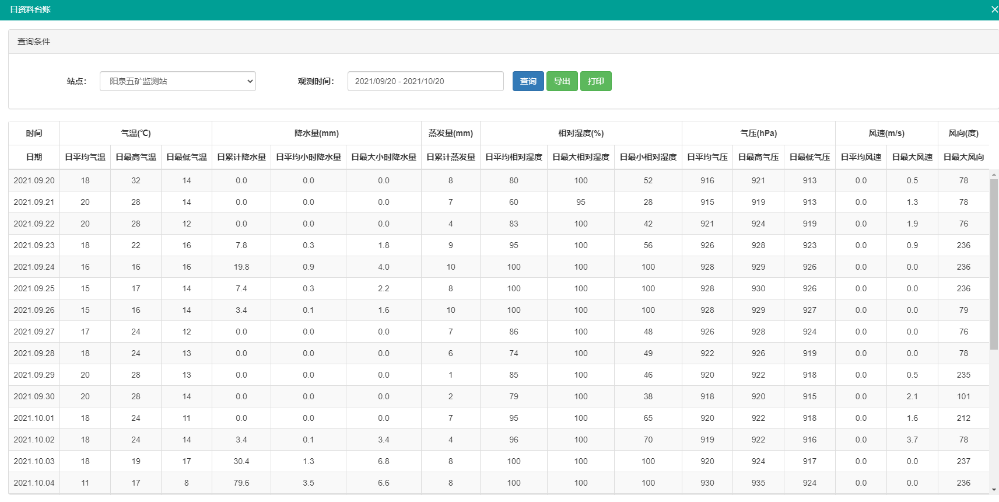 日资料台账
查询条件
站点： 阳泉五矿监测站 观测时间： 2021/09/20 - 2021/10/20 查询 导出 打印
时间 气温(℃) 降水量(mm) 蒸发量(mm) 相对湿度(%) 气压(hPa) 风速(m/s) 风向(度)
日期 日平均气温 日最高气温 日最低气温 日累计降水量 日平均小时降水量 日最大小时降水量 日累计蒸发量 日平均相对湿度 日最大相对湿度 日最小相对湿度 日平均气压 日最高气压 日最低气压 日平均风速 日最大风速 日最大风向
2021.09.20 18 32 14 0.0 0.0 0.0 8 80 100 52 916 921 913 0.0 0.5 78
2021.09.21 20 28 14 0.0 0.0 0.0 7 60 95 28 915 919 913 0.0 1.3 78
2021.09.22 20 28 12 0.0 0.0 0.0 4 83 100 42 921 924 919 0.0 1.9 76
2021.09.23 18 22 16 7.8 0.3 1.8 9 95 100 56 926 928 923 0.0 0.9 236
2021.09.24 16 16 16 19.8 0.9 4.0 10 100 100 100 928 929 926 0.0 0.0 236
2021.09.25 15 17 14 7.4 0.3 2.2 8 100 100 100 928 930 926 0.0 0.0 236
2021.09.26 15 16 14 3.4 0.1 1.6 10 100 100 100 928 929 927 0.0 0.0 79
2021.09.27 17 24 12 0.0 0.0 0.0 7 86 100 48 926 928 924 0.0 0.0 76
2021.09.28 18 24 13 0.0 0.0 0.0 6 74 100 49 922 926 919 0.0 0.0 78
2021.09.29 20 28 13 0.0 0.0 0.0 1 85 100 46 920 922 918 0.0 0.5 235
2021.09.30 20 28 14 0.0 0.0 0.0 2 79 100 38 918 920 915 0.0 2.1 101
2021.10.01 18 24 11 0.0 0.0 0.0 7 95 100 65 920 922 918 0.0 1.6 212
2021.10.02 18 24 14 3.4 0.1 3.4 4 96 100 70 919 922 916 0.0 3.7 78
2021.10.03 18 19 17 30.4 1.3 6.8 8 100 100 100 920 924 917 0.0 0.0 237
2021.10.04 11 17 8 79.6 3.5 6.6 8 100 100 100 930 935 924 0.0 0.0 236